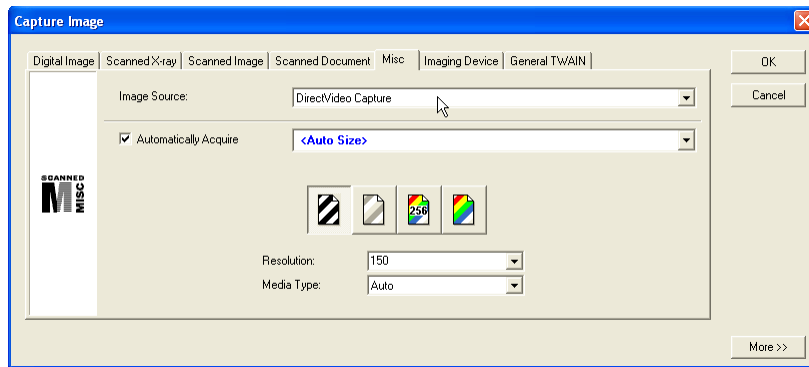 Capture Image
Digital Image Scanned X-ray Scanned Image Scanned Document Misc Imaging Device General TWAIN
OK
Image Source: DirectVideo Capture
Cancel
Automatically Acquire <Auto Size>
SCANNED
MISC
256
Resolution: 150
Media Type: Auto
More >>